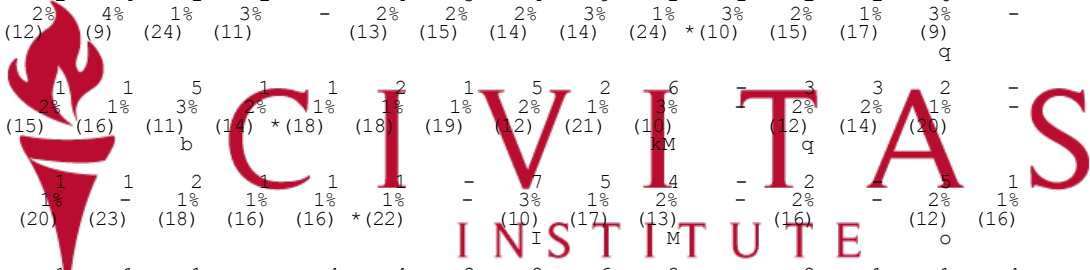 2% 4% 1% 3% - 2% 2% 2% 3% 1% 3% 2% 1% 3% -
(12) (9) (24) (11) (13) (15) (14) (14) (24) *(10) (15) (17) (9)
q
1 1 5 1 1 2 1 5 2 6 - 3 3 2 -
2% 1% 3% 2% 1% 1% 1% 2% 1% 3% - 2% 2% 1% -
(15) (16) (11) (14) *(18) (18) (19) (12) (21) (10) (12) (14) (20)
b kM q
CIVITAS
1 1 2 1 1 1 - 7 5 4 - 2 - 5 1
1% - 1% 1% 1% 1% - 3% 1% 2% - 2% - 2% 1%
(20) (23) (18) (16) (16) *(22) (10) (17) (13) (16) (12) (16)
I M o
INSTITUTE